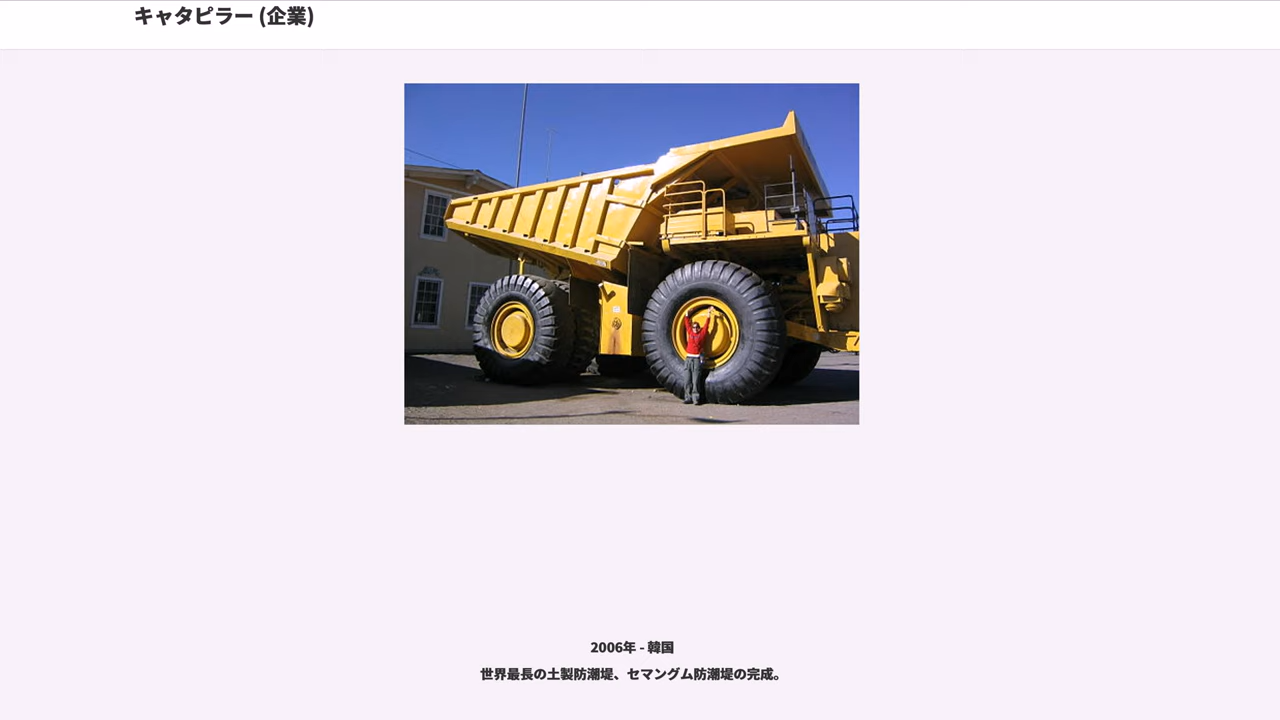 キャタピラー (企業)
2006年 - 韓国
世界最長の土製防潮堤、セマングム防潮堤の完成。